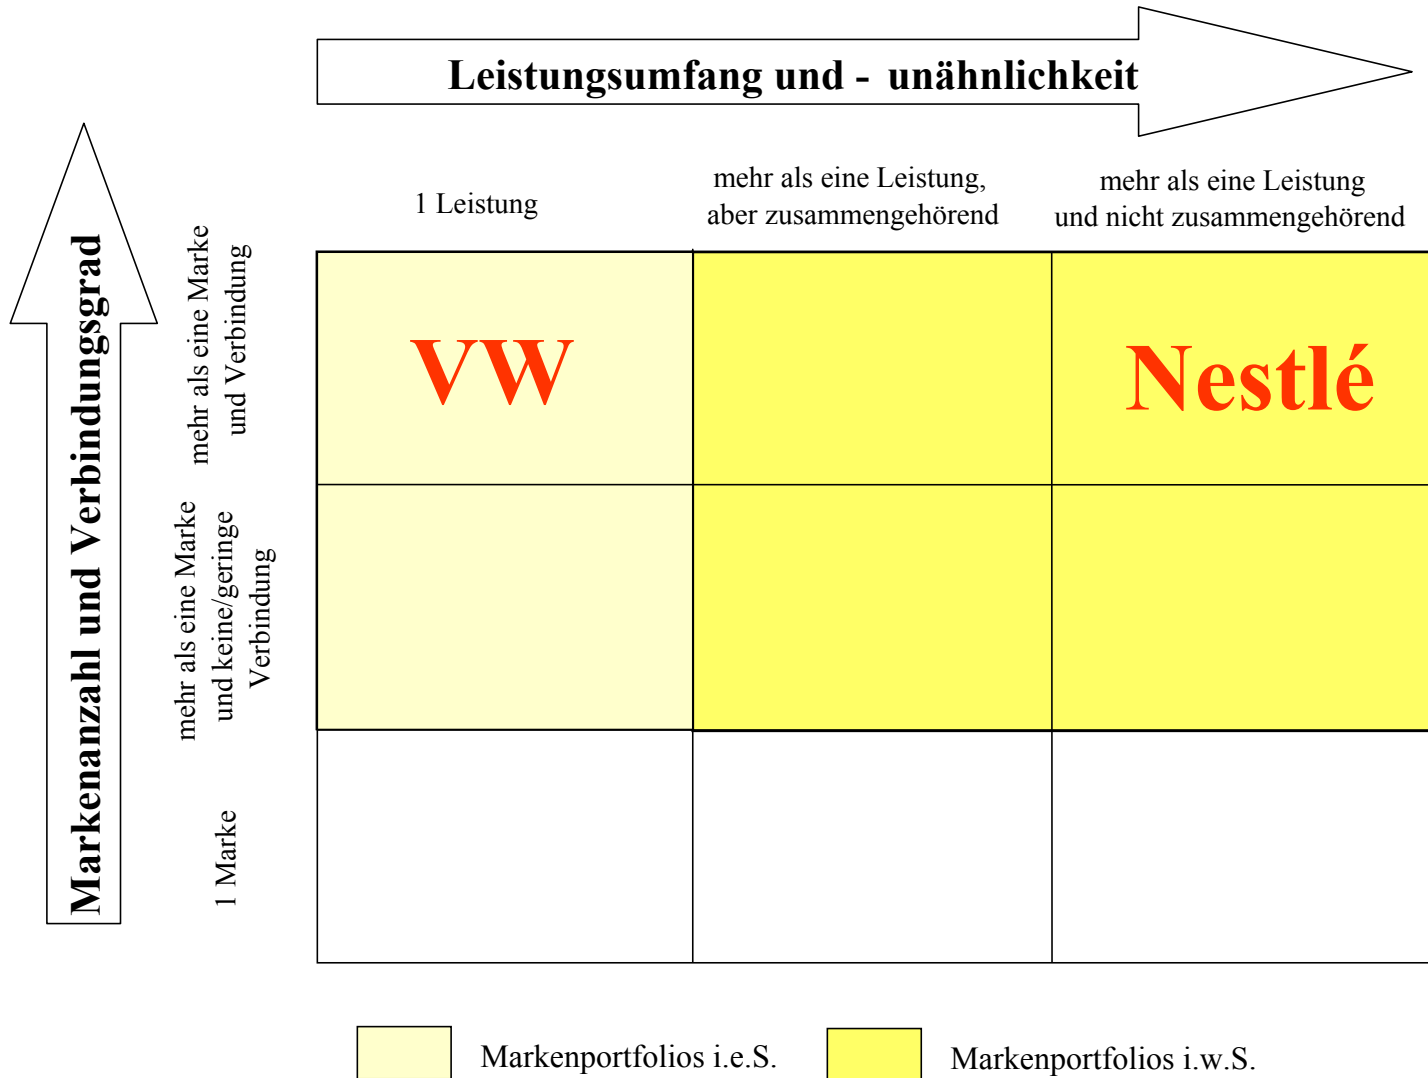 Leistungsumfang und - unähnlichkeit
1 Leistung
mehr als eine Leistung,
aber zusammengehörend
mehr als eine Leistung
und nicht zusammengehörend
Markenanzahl und Verbindungsgrad
mehr als eine Marke
und Verbindung
VW
Nestlé
mehr als eine Marke
und keine/geringe
Verbindung
1 Marke
Markenportfolios i.e.S.
Markenportfolios i.w.S.